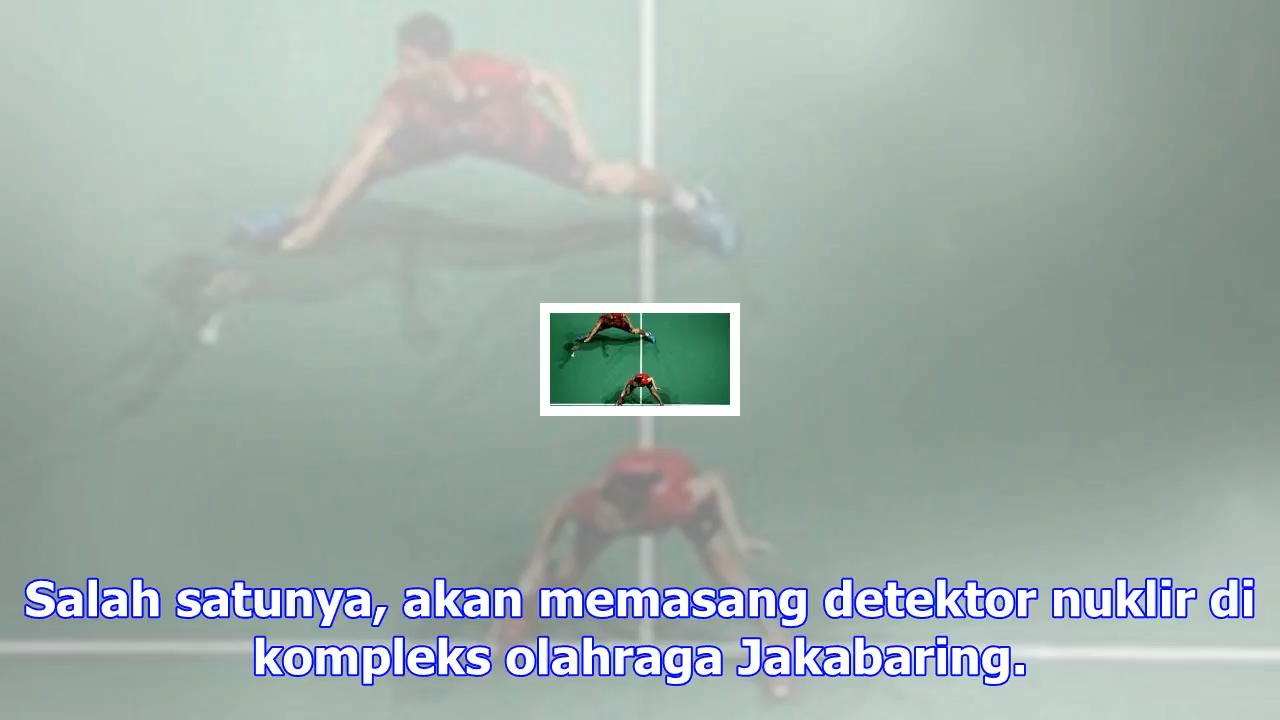 Salah satunya, akan memasang detektor nuklir di
kompleks olahraga Jakabaring.